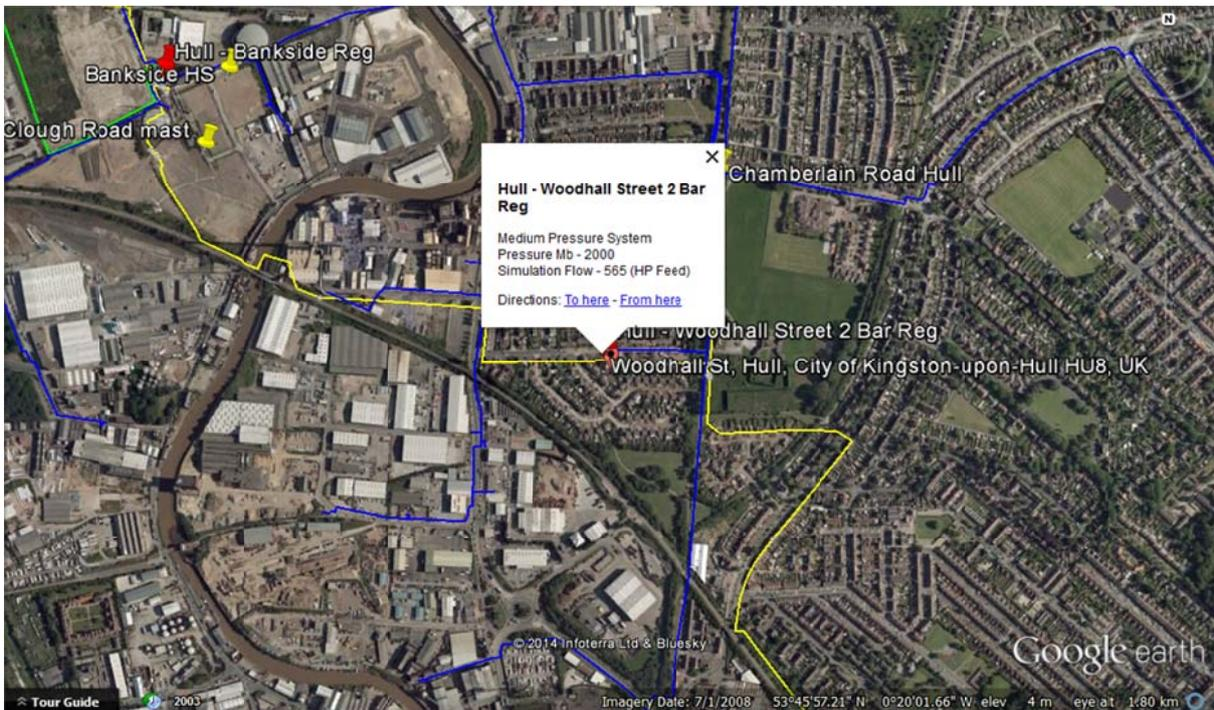 N
Hull - Bankside Reg
Bankside HS
Clough Road mast
Chamberlain Road Hull
Hull - Woodhall Street 2 Bar
Reg
Medium Pressure System
Pressure Mb - 2000
Simulation Flow - 565 (HP Feed)
Directions: To here - From here
Hull - Woodhall Street 2 Bar Reg
Woodhall St, Hull, City of Kingston-upon-Hull HU8, UK
© 2014 Infoterra Ltd & Bluesky
Google earth
Tour Guide
2003
Imagery Date: 7/1/2008 53°45'57.21" N 0°20'01.66" W elev 4 m eye alt 1.80 km